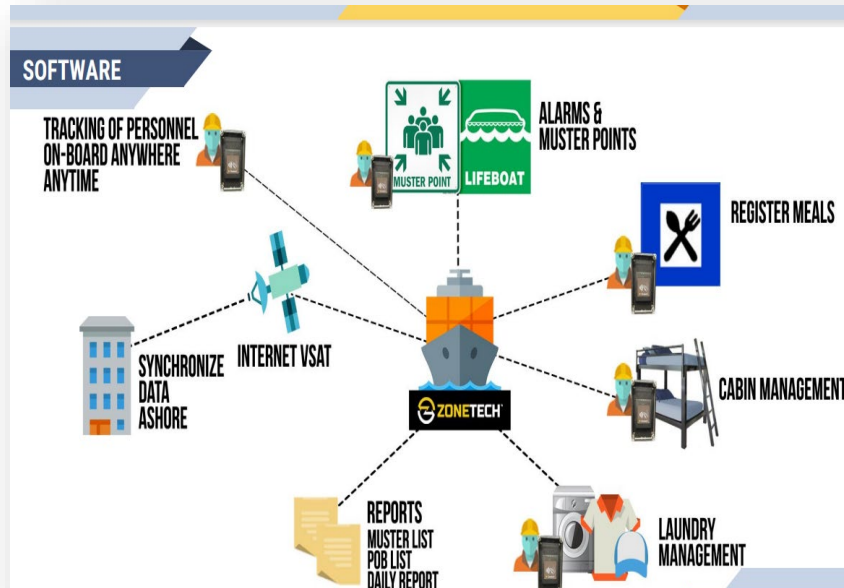 SOFTWARE
TRACKING OF PERSONNEL
ON-BOARD ANYWHERE
ANYTIME
MUSTER POINT
LIFEBOAT
ALARMS &
MUSTER POINTS
REGISTER MEALS
INTERNET VSAT
SYNCHRONIZE
DATA
ASHORE
ZONETECH
CABIN MANAGEMENT
REPORTS
MUSTER LIST
POB LIST
DAILY REPORT
LAUNDRY
MANAGEMENT